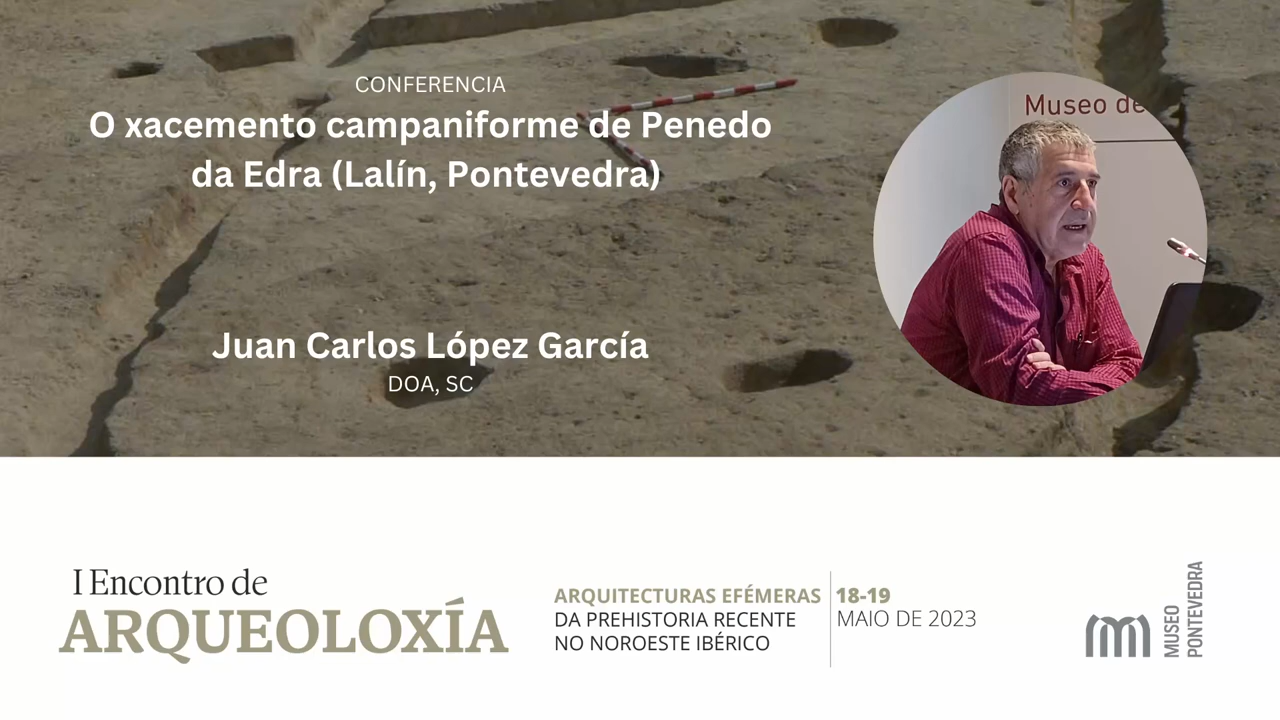 CONFERENCIA
O xacemento campaniforme de Penedo
da Edra (Lalín, Pontevedra)
Museo de
Juan Carlos López García
DOA, SC
I Encontro de
ARQUEOLOXÍA
ARQUITECTURAS EFÉMERAS
DA PREHISTORIA RECENTE
NO NOROESTE IBÉRICO
18-19
MAIO DE 2023
MUSEO
PONTEVEDRA